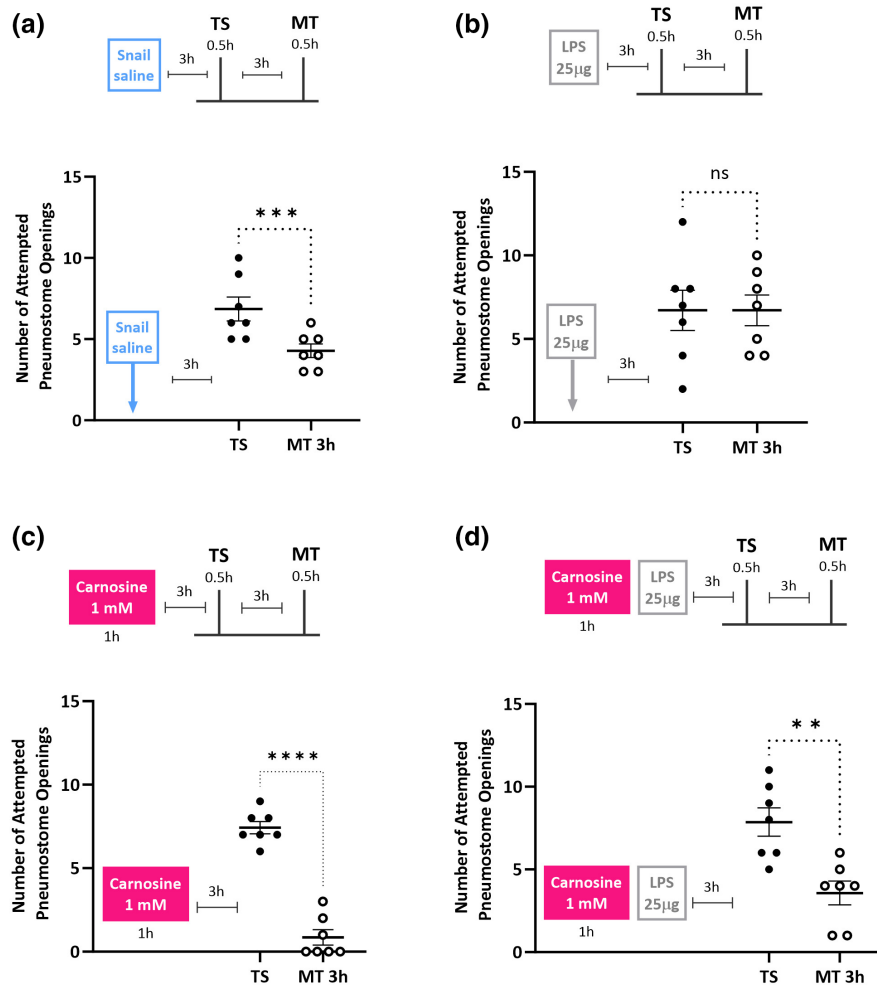 (a)
TS
MT
0.5h
0.5h
Snail
saline
3h
3h
15
10
5
0
Number of Attempted
Pneumostome Openings
***
Snail
saline
3h
TS
MT 3h
(b)
TS
MT
0.5h
0.5h
LPS
25µg
3h
3h
15
10
5
0
Number of Attempted
Pneumostome Openings
ns
LPS
25µg
3h
TS
MT 3h
(c)
TS
MT
0.5h
0.5h
Carnosine
1 mM
1h
3h
3h
15
10
5
0
Number of Attempted
Pneumostome Openings
****
Carnosine
1 mM
1h
3h
TS
MT 3h
(d)
TS
MT
0.5h
0.5h
Carnosine
1 mM
1h
LPS
25µg
3h
3h
15
10
5
0
Number of Attempted
Pneumostome Openings
**
Carnosine
1 mM
1h
LPS
25µg
3h
TS
MT 3h